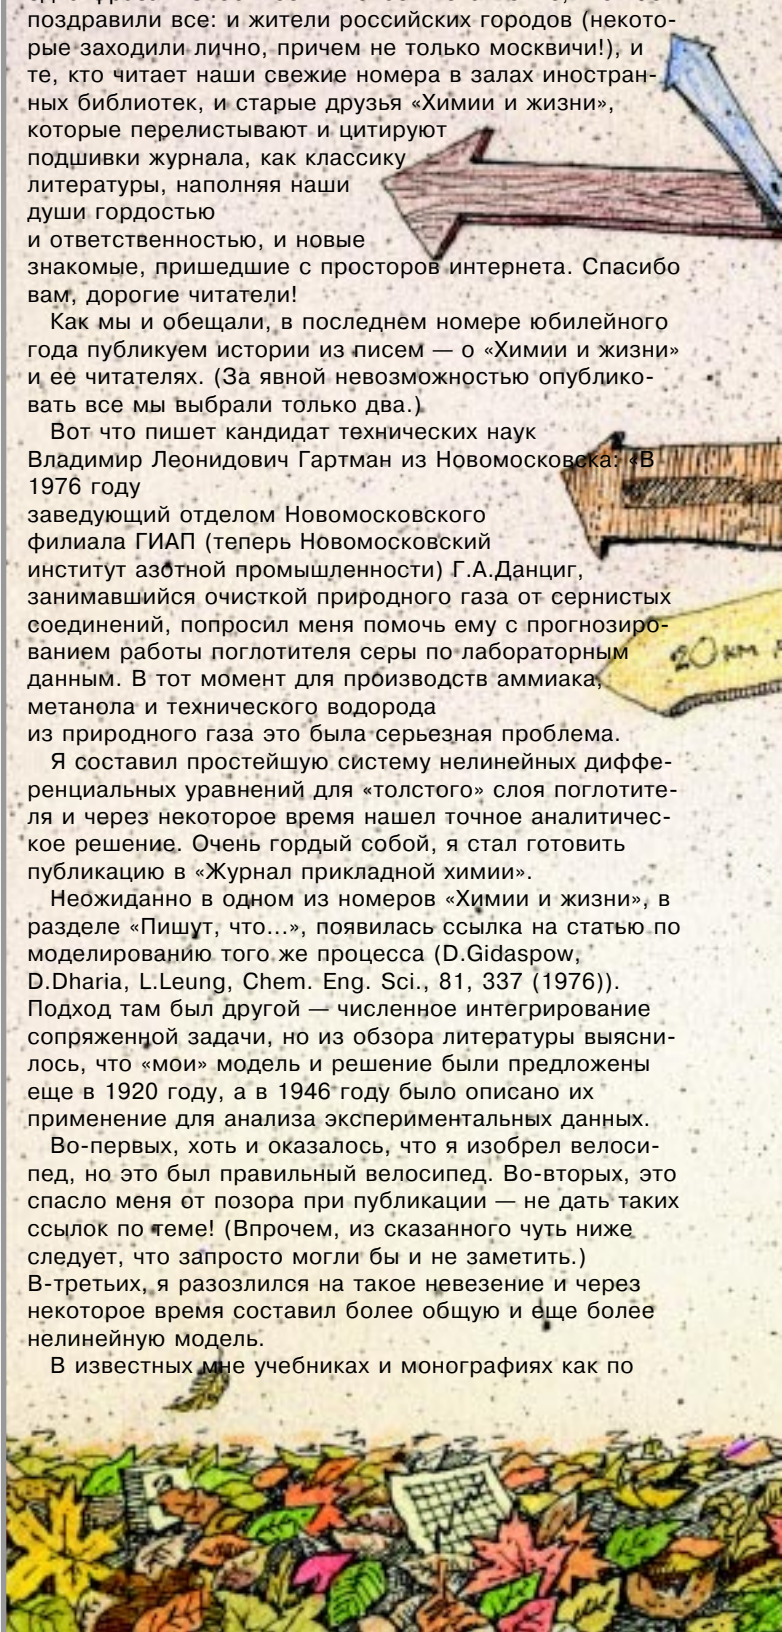 поздравили все: и жители российских городов (некото-
рые заходили лично, причем не только москвичи!), и
те, кто читает наши свежие номера в залах иностран-
ных библиотек, и старые друзья «Химии и жизни»,
которые перелистывают и цитируют
подшивки журнала, как классику
литературы, наполняя наши
души гордостью
и ответственностью, и новые
знакомые, пришедшие с просторов интернета. Спасибо
вам, дорогие читатели!
Как мы и обещали, в последнем номере юбилейного
года публикуем истории из писем — о «Химии и жизни»
и ее читателях. (За явной невозможностью опублико-
вать все мы выбрали только два.)
Вот что пишет кандидат технических наук
Владимир Леонидович Гартман из Новомосковска: «В
1976 году
заведующий отделом Новомосковского
филиала ГИАП (теперь Новомосковский
институт азотной промышленности) Г.А.Данциг,
занимавшийся очисткой природного газа от сернистых
соединений, попросил меня помочь ему с прогнозиро-
ванием работы поглотителя серы по лабораторным
данным. В тот момент для производств аммиака,
метанола и технического водорода
из природного газа это была серьезная проблема.
Я составил простейшую систему нелинейных диффе-
ренциальных уравнений для «толстого» слоя поглотите-
ля и через некоторое время нашел точное аналитичес-
кое решение. Очень гордый собой, я стал готовить
публикацию в «Журнал прикладной химии».
Неожиданно в одном из номеров «Химии и жизни», в
разделе «Пишут, что...», появилась ссылка на статью по
моделированию того же процесса (D.Gidaspow,
D.Dharia, L.Leung, Chem. Eng. Sci., 81, 337 (1976)).
Подход там был другой — численное интегрирование
сопряженной задачи, но из обзора литературы выясни-
лось, что «мои» модель и решение были предложены
еще в 1920 году, а в 1946 году было описано их
применение для анализа экспериментальных данных.
Во-первых, хоть и оказалось, что я изобрел велоси-
пед, но это был правильный велосипед. Во-вторых, это
спасло меня от позора при публикации — не дать таких
ссылок по теме! (Впрочем, из сказанного чуть ниже
следует, что запросто могли бы и не заметить.)
В-третьих, я разозлился на такое невезение и через
некоторое время составил более общую и еще более
нелинейную модель.
В известных мне учебниках и монографиях как по
20 км